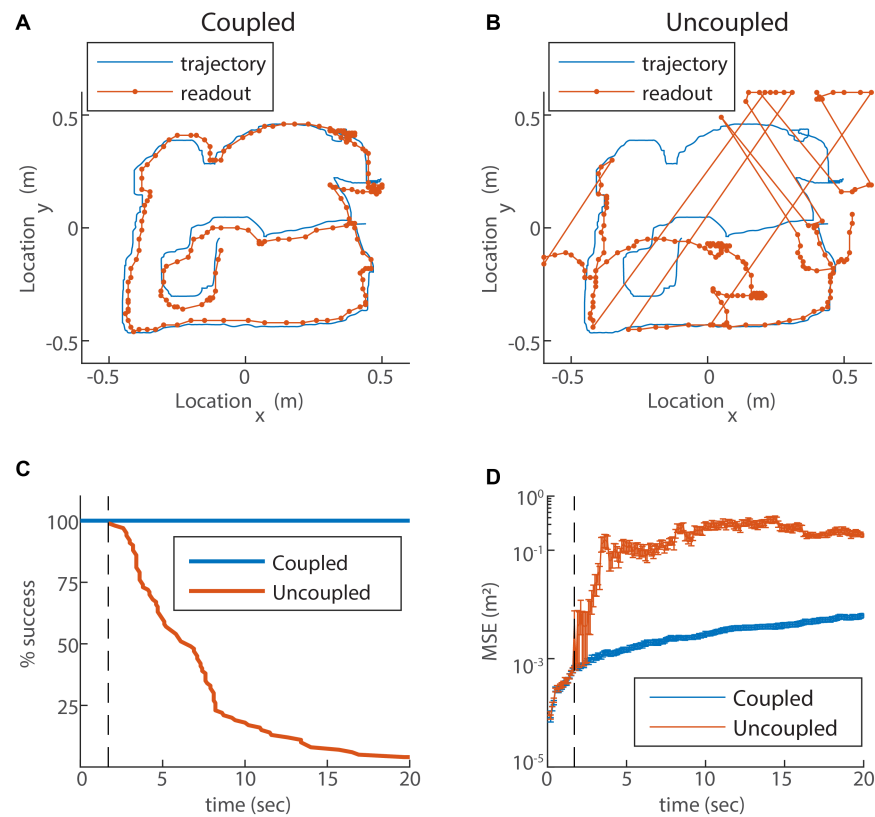 A
Coupled
trajectory
readout
0.5
0
-0.5
Location y (m)
-0.5
0
0.5
Location x (m)
B
Uncoupled
trajectory
readout
0.5
0
-0.5
Location y (m)
-0.5
0
0.5
Location x (m)
C
100
75
50
25
% success
Coupled
Uncoupled
0
5
10
15
20
time (sec)
D
10^0
10^-1
10^-3
10^-5
MSE (m²)
Coupled
Uncoupled
0
5
10
15
20
time (sec)